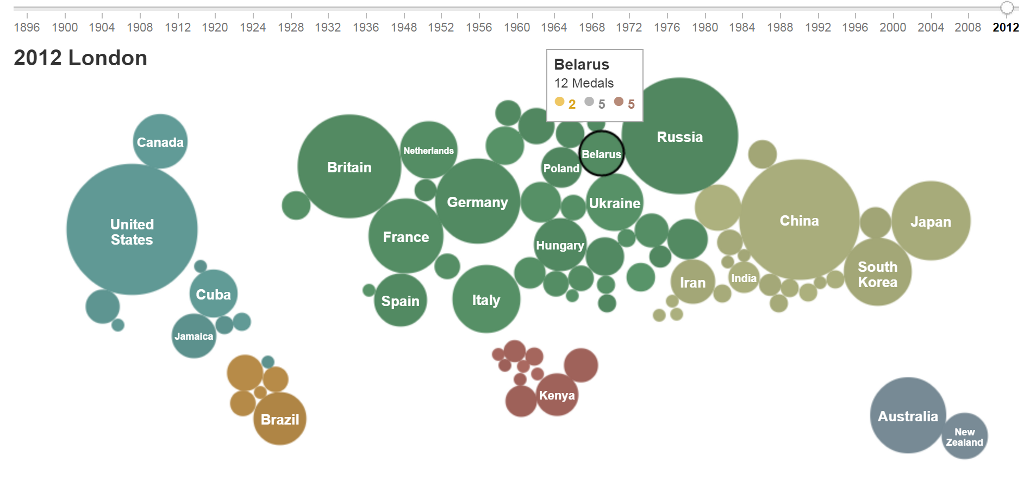 1896 1900 1904 1908 1912 1920 1924 1928 1932 1936 1948 1952 1956 1960 1964 1968 1972 1976 1980 1984 1988 1992 1996 2000 2004 2008 2012
2012 London
Belarus
12 Medals
2 5 5
Canada
United
States
Cuba
Jamaica
Brazil
Britain
Netherlands
Germany
France
Spain
Italy
Poland
Belarus
Ukraine
Hungary
Russia
Kenya
Iran
India
China
South
Korea
Japan
Australia
New
Zealand